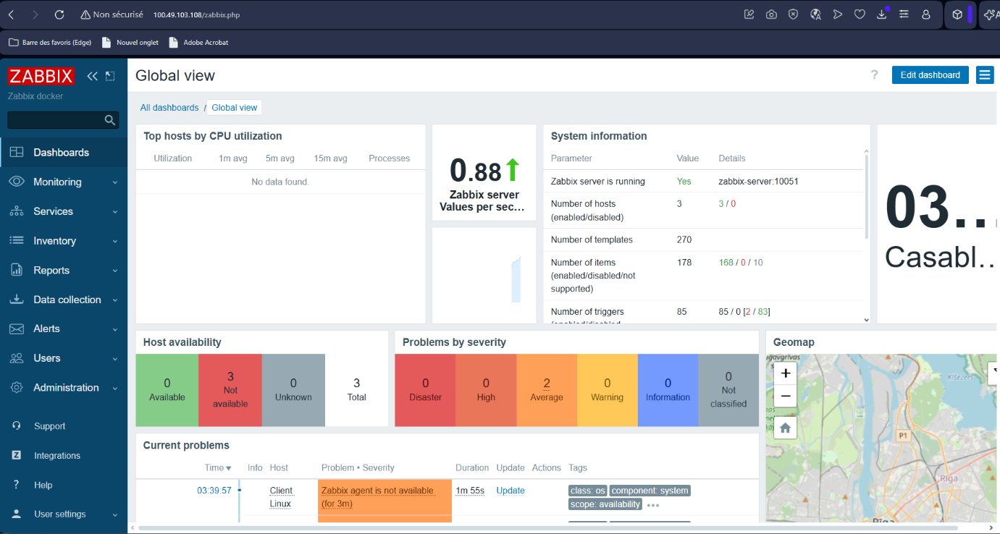 Non sécurisé 100.49.103.108/zabbix.php
Barre des favoris (Edge) Nouvel onglet Adobe Acrobat
ZABBIX
Zabbix docker
Dashboards
Monitoring
Services
Inventory
Reports
Data collection
Alerts
Users
Administration
Support
Integrations
Help
User settings
Global view
? Edit dashboard
All dashboards / Global view
Top hosts by CPU utilization
Utilization 1m avg 5m avg 15m avg Processes
No data found.
0.88
Zabbix server
Values per sec...
System information
Parameter Value Details
Zabbix server is running Yes zabbix-server:10051
Number of hosts 3 3 / 0
(enabled/disabled)
Number of templates 270
Number of items 178 168 / 0 / 10
(enabled/disabled/not
supported)
Number of triggers 85 85 / 0 [2 / 83]
03...
Casabl...
Host availability
0
Available
3
Not
available
0
Unknown
3
Total
Problems by severity
0
Disaster
0
High
2
Average
0
Warning
0
Information
0
Not
classified
Geomap
+
−
Ķīšezers
P1
Rīga
Rīga
Current problems
Time ▼ Info Host Problem • Severity Duration Update Actions Tags
03:39:57 Client Zabbix agent is not available 1m 55s Update class: os component: system
Linux (for 3m) scope: availability •••